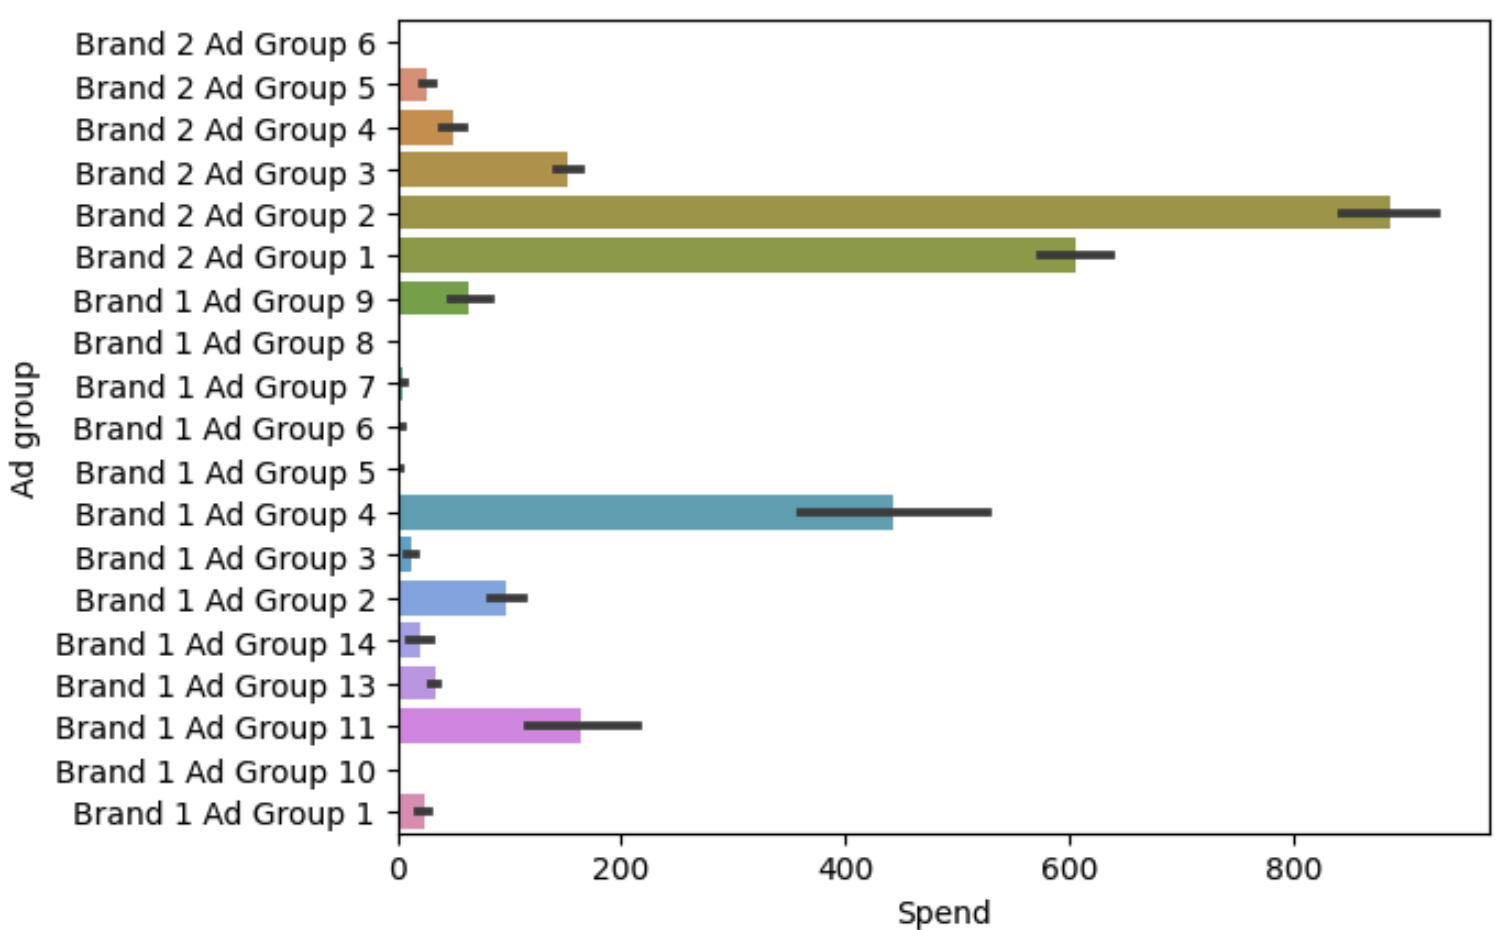 Brand 2 Ad Group 6
Brand 2 Ad Group 5
Brand 2 Ad Group 4
Brand 2 Ad Group 3
Brand 2 Ad Group 2
Brand 2 Ad Group 1
Brand 1 Ad Group 9
Brand 1 Ad Group 8
Brand 1 Ad Group 7
Brand 1 Ad Group 6
Brand 1 Ad Group 5
Brand 1 Ad Group 4
Brand 1 Ad Group 3
Brand 1 Ad Group 2
Brand 1 Ad Group 14
Brand 1 Ad Group 13
Brand 1 Ad Group 11
Brand 1 Ad Group 10
Brand 1 Ad Group 1
Ad group
0 200 400 600 800
Spend